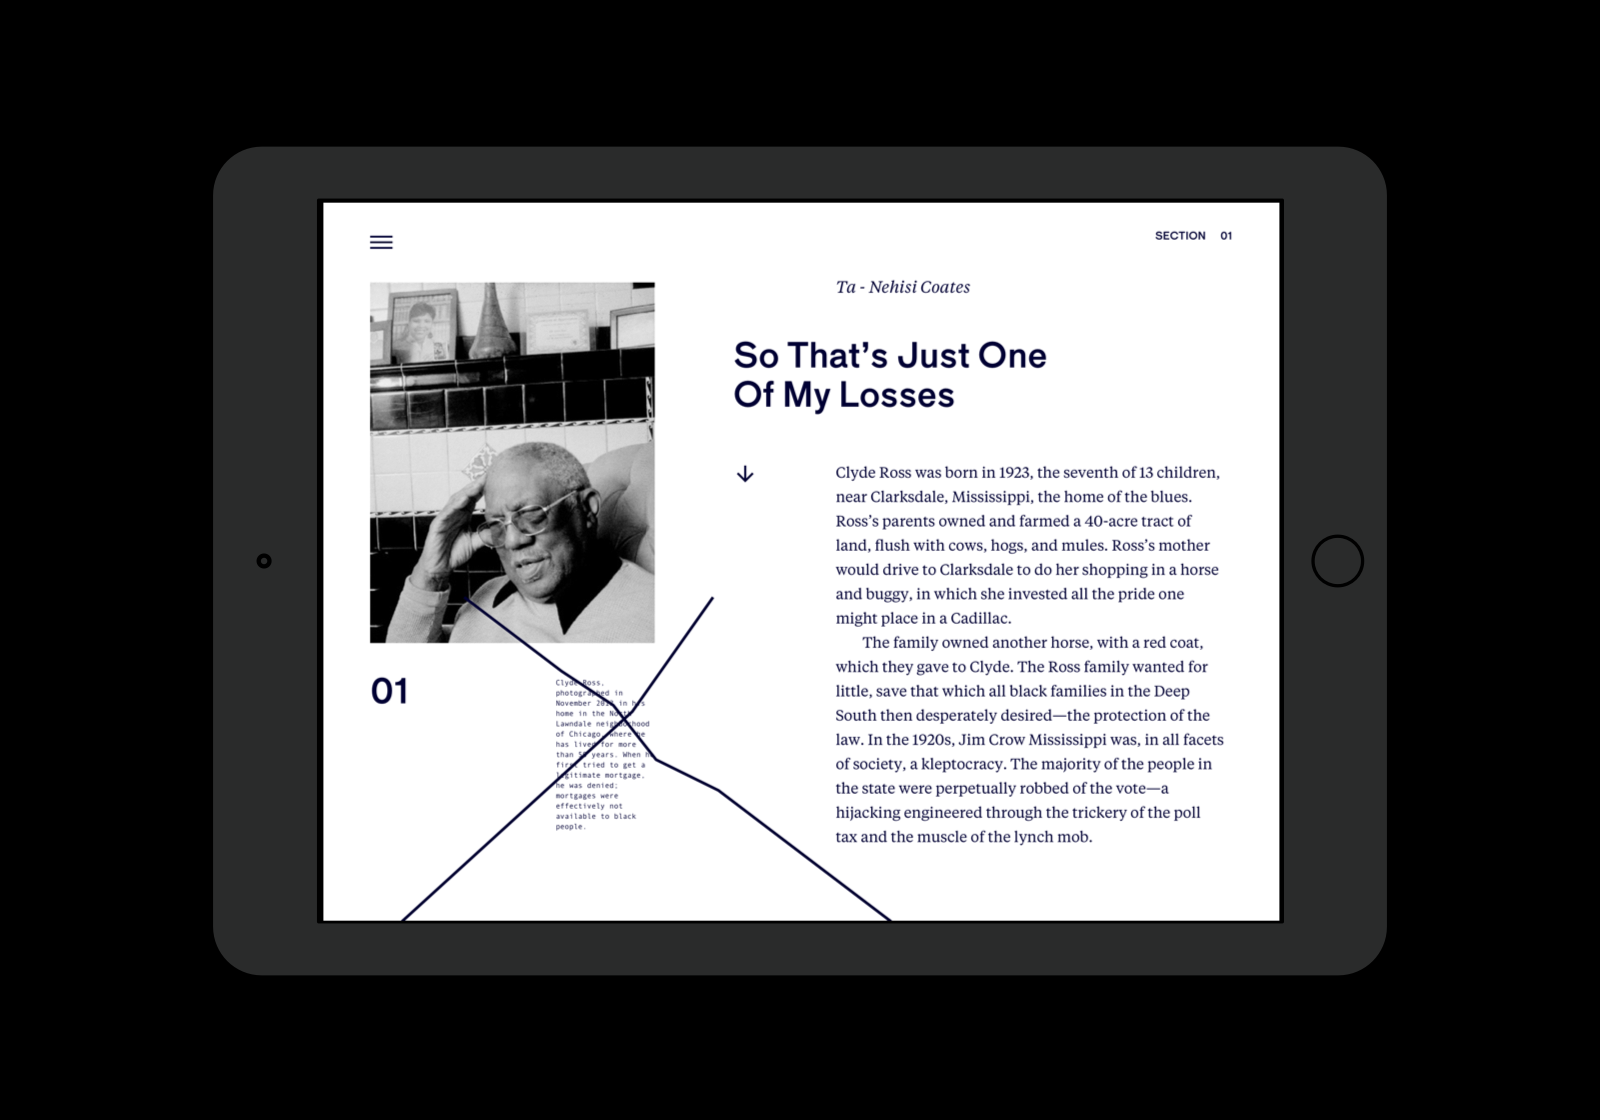 SECTION 01
Ta - Nehisi Coates
So That’s Just One
Of My Losses
Clyde Ross was born in 1923, the seventh of 13 children,
near Clarksdale, Mississippi, the home of the blues.
Ross’s parents owned and farmed a 40-acre tract of
land, flush with cows, hogs, and mules. Ross’s mother
would drive to Clarksdale to do her shopping in a horse
and buggy, in which she invested all the pride one
might place in a Cadillac.
The family owned another horse, with a red coat,
which they gave to Clyde. The Ross family wanted for
little, save that which all black families in the Deep
South then desperately desired—the protection of the
law. In the 1920s, Jim Crow Mississippi was, in all facets
of society, a kleptocracy. The majority of the people in
the state were perpetually robbed of the vote—a
hijacking engineered through the trickery of the poll
tax and the muscle of the lynch mob.
01
Clyde Ross,
photographed in
November in his
home in the North
Lawndale neighborhood
of Chicago, where he
has lived for more
than years. When he
first tried to get a
legitimate mortgage,
he was denied;
mortgages were
effectively not
available to black
people.